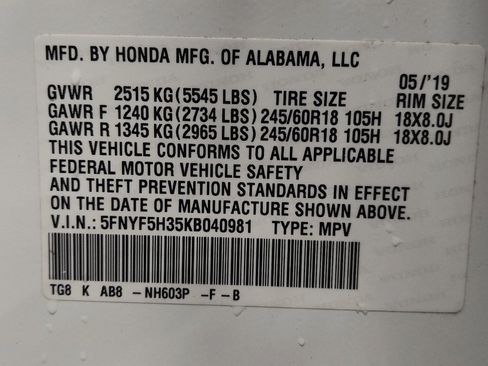 MFD. BY HONDA MFG. OF ALABAMA, LLC
05/'19
GVWR 2515 KG (5545 LBS) TIRE SIZE RIM SIZE
GAWR F 1240 KG (2734 LBS) 245/60R18 105H 18X8.0J
GAWR R 1345 KG (2965 LBS) 245/60R18 105H 18X8.0J
THIS VEHICLE CONFORMS TO ALL APPLICABLE
FEDERAL MOTOR VEHICLE SAFETY
AND THEFT PREVENTION STANDARDS IN EFFECT
ON THE DATE OF MANUFACTURE SHOWN ABOVE.
V.I.N.: 5FNYF5H35KB040981 TYPE: MPV
TG8 K AB8 -NH603P -F-B